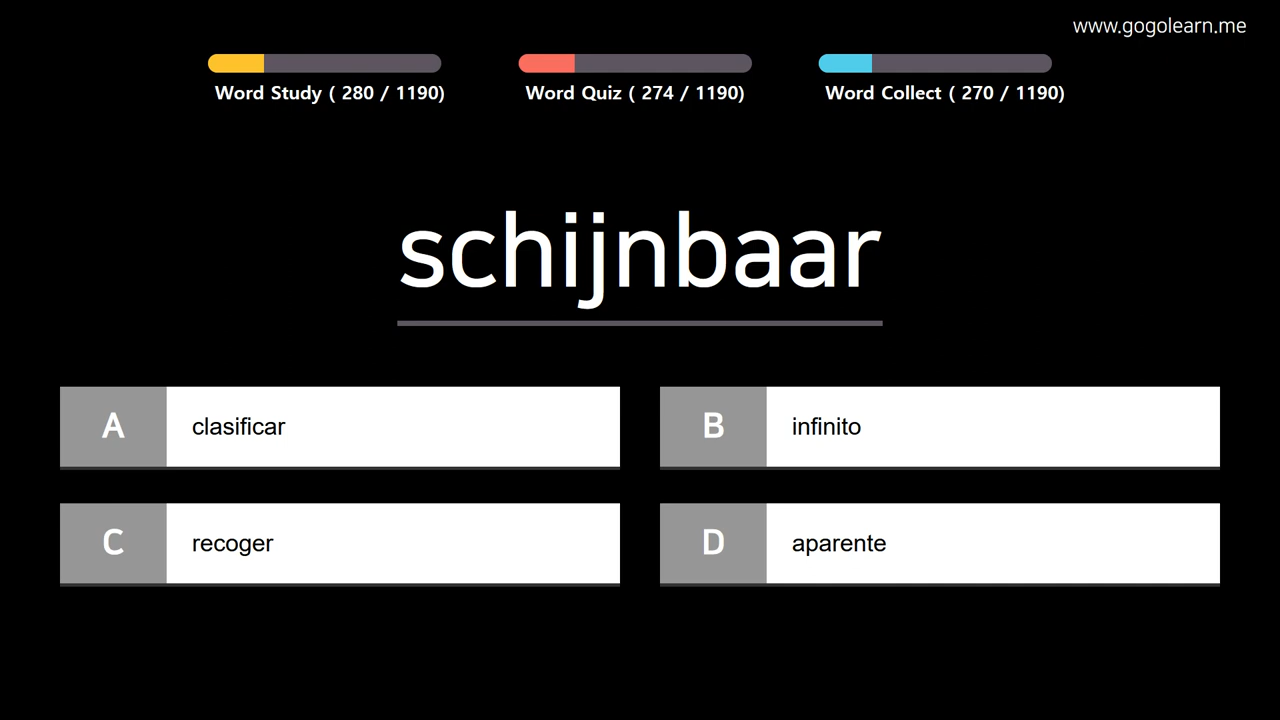 www.gogolearn.me
Word Study ( 280 / 1190)
Word Quiz ( 274 / 1190)
Word Collect ( 270 / 1190)
schijnbaar
A clasificar
B infinito
C recoger
D aparente